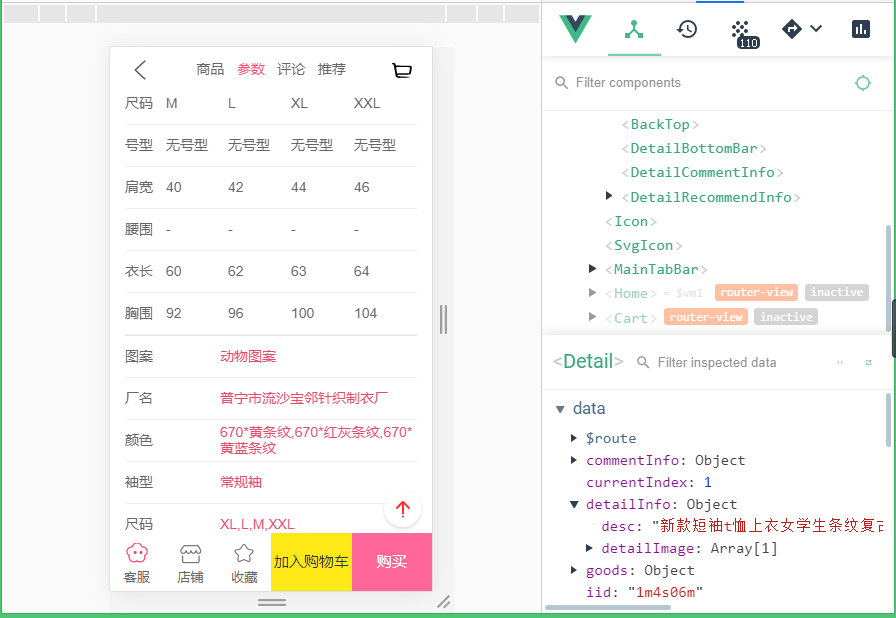 商品 参数 评论 推荐
尺码 M L XL XXL
号型 无号型 无号型 无号型 无号型
肩宽 40 42 44 46
腰围 - - - -
衣长 60 62 63 64
胸围 92 96 100 104
图案 动物图案
厂名 普宁市流沙宝邻针织制衣厂
颜色 670*黄条纹,670*红灰条纹,670*
黄蓝条纹
袖型 常规袖
尺码 XL,L,M,XXL
客服 店铺 收藏 加入购物车 购买
110
Filter components
<BackTop>
<DetailBottomBar>
<DetailCommentInfo>
<DetailRecommendInfo>
<Icon>
<SvgIcon>
<MainTabBar>
<Home> = $vm1 router-view inactive
<Cart> router-view inactive
<Detail> Filter inspected data
data
$route
commentInfo: Object
currentIndex: 1
detailInfo: Object
desc: "新款短袖t恤上衣女学生条纹复古
detailImage: Array[1]
goods: Object
iid: "1m4s06m"